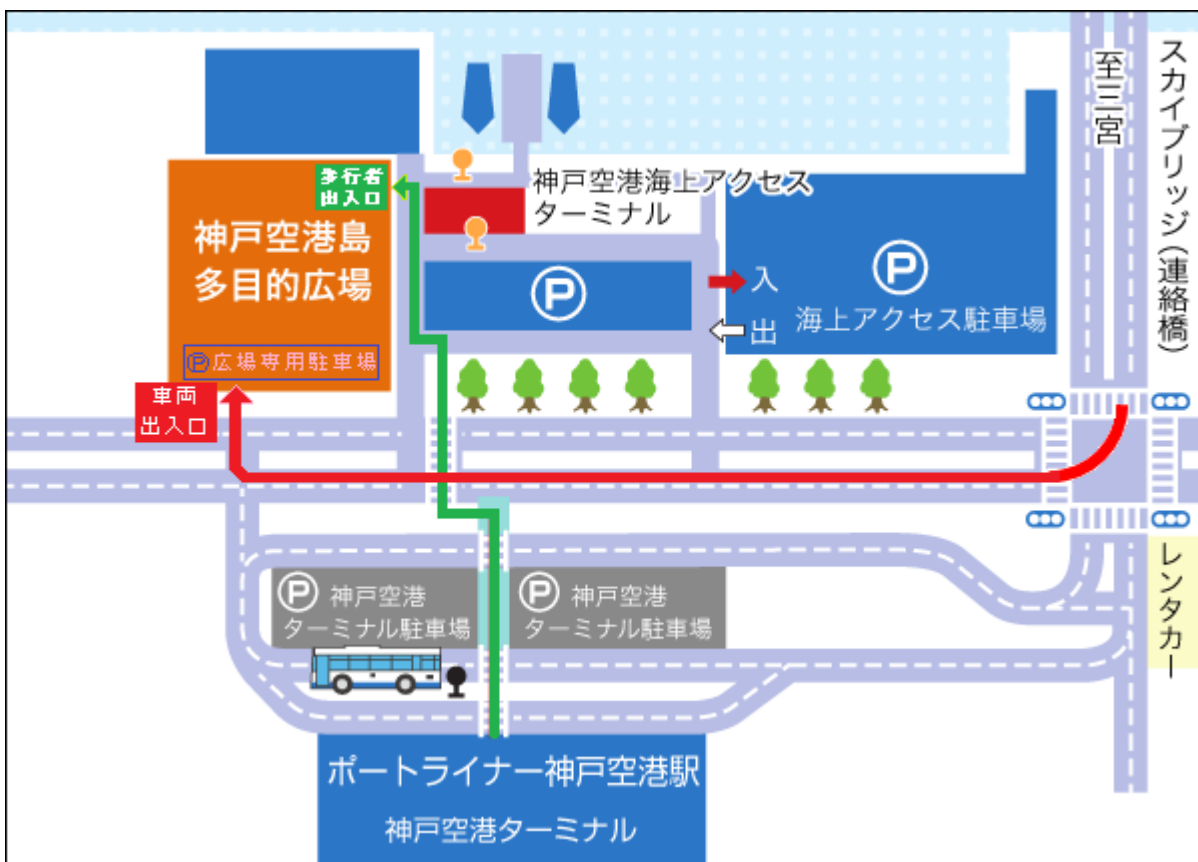 至三宮
スカイブリッジ(連絡橋)
多行者
出入口
神戸空港海上アクセス
ターミナル
神戸空港島
多目的広場
P
P
入
出
海上アクセス駐車場
P広場専用駐車場
車両
出入口
P 神戸空港
ターミナル駐車場
P 神戸空港
ターミナル駐車場
レンタカー
ポートライナー神戸空港駅
神戸空港ターミナル